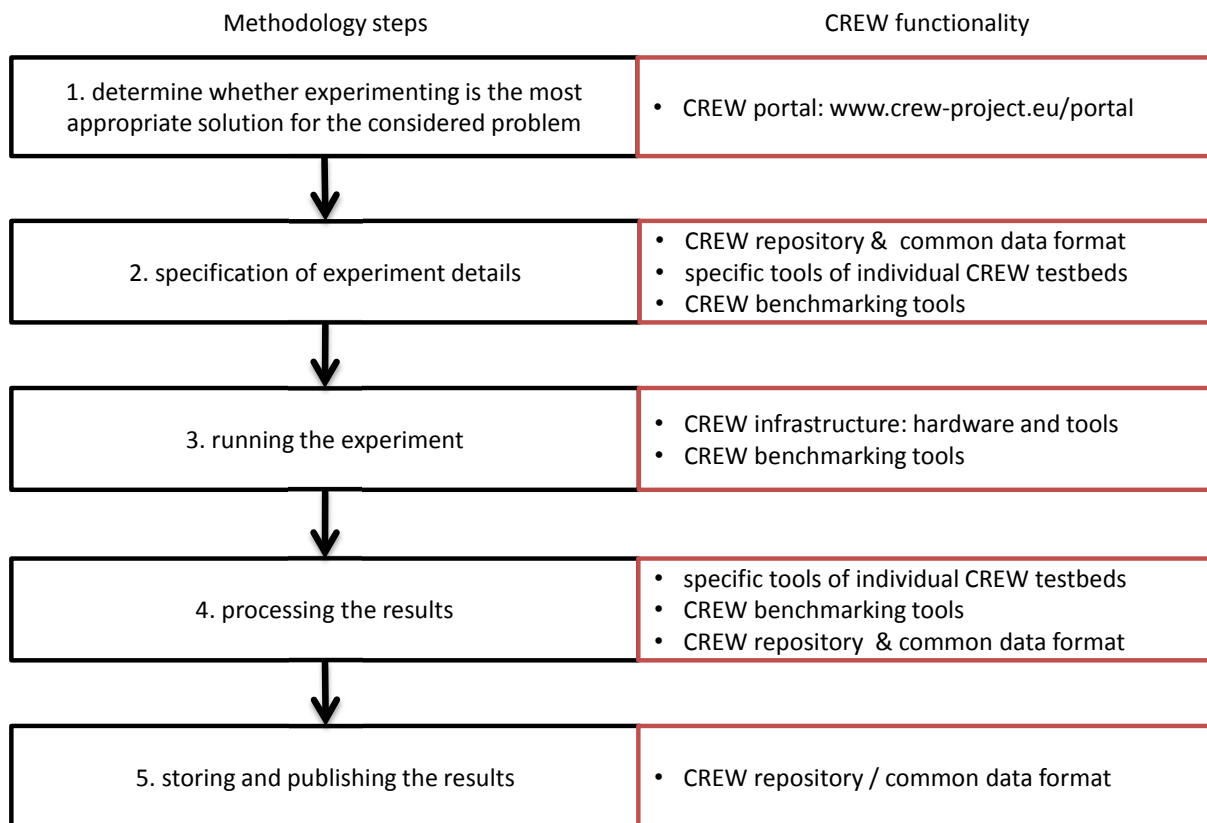 Methodology steps
CREW functionality
1. determine whether experimenting is the most
appropriate solution for the considered problem
• CREW portal: www.crew-project.eu/portal
2. specification of experiment details
• CREW repository & common data format
• specific tools of individual CREW testbeds
• CREW benchmarking tools
3. running the experiment
• CREW infrastructure: hardware and tools
• CREW benchmarking tools
4. processing the results
• specific tools of individual CREW testbeds
• CREW benchmarking tools
• CREW repository & common data format
5. storing and publishing the results
• CREW repository / common data format